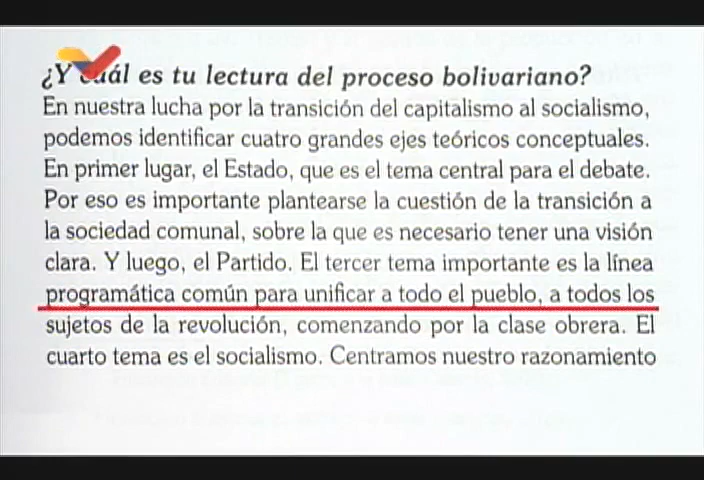 ¿Y cuál es tu lectura del proceso bolivariano?
En nuestra lucha por la transición del capitalismo al socialismo,
podemos identificar cuatro grandes ejes teóricos conceptuales.
En primer lugar, el Estado, que es el tema central para el debate.
Por eso es importante plantearse la cuestión de la transición a
la sociedad comunal, sobre la que es necesario tener una visión
clara. Y luego, el Partido. El tercer tema importante es la línea
programática común para unificar a todo el pueblo, a todos los
sujetos de la revolución, comenzando por la clase obrera. El
cuarto tema es el socialismo. Centramos nuestro razonamiento